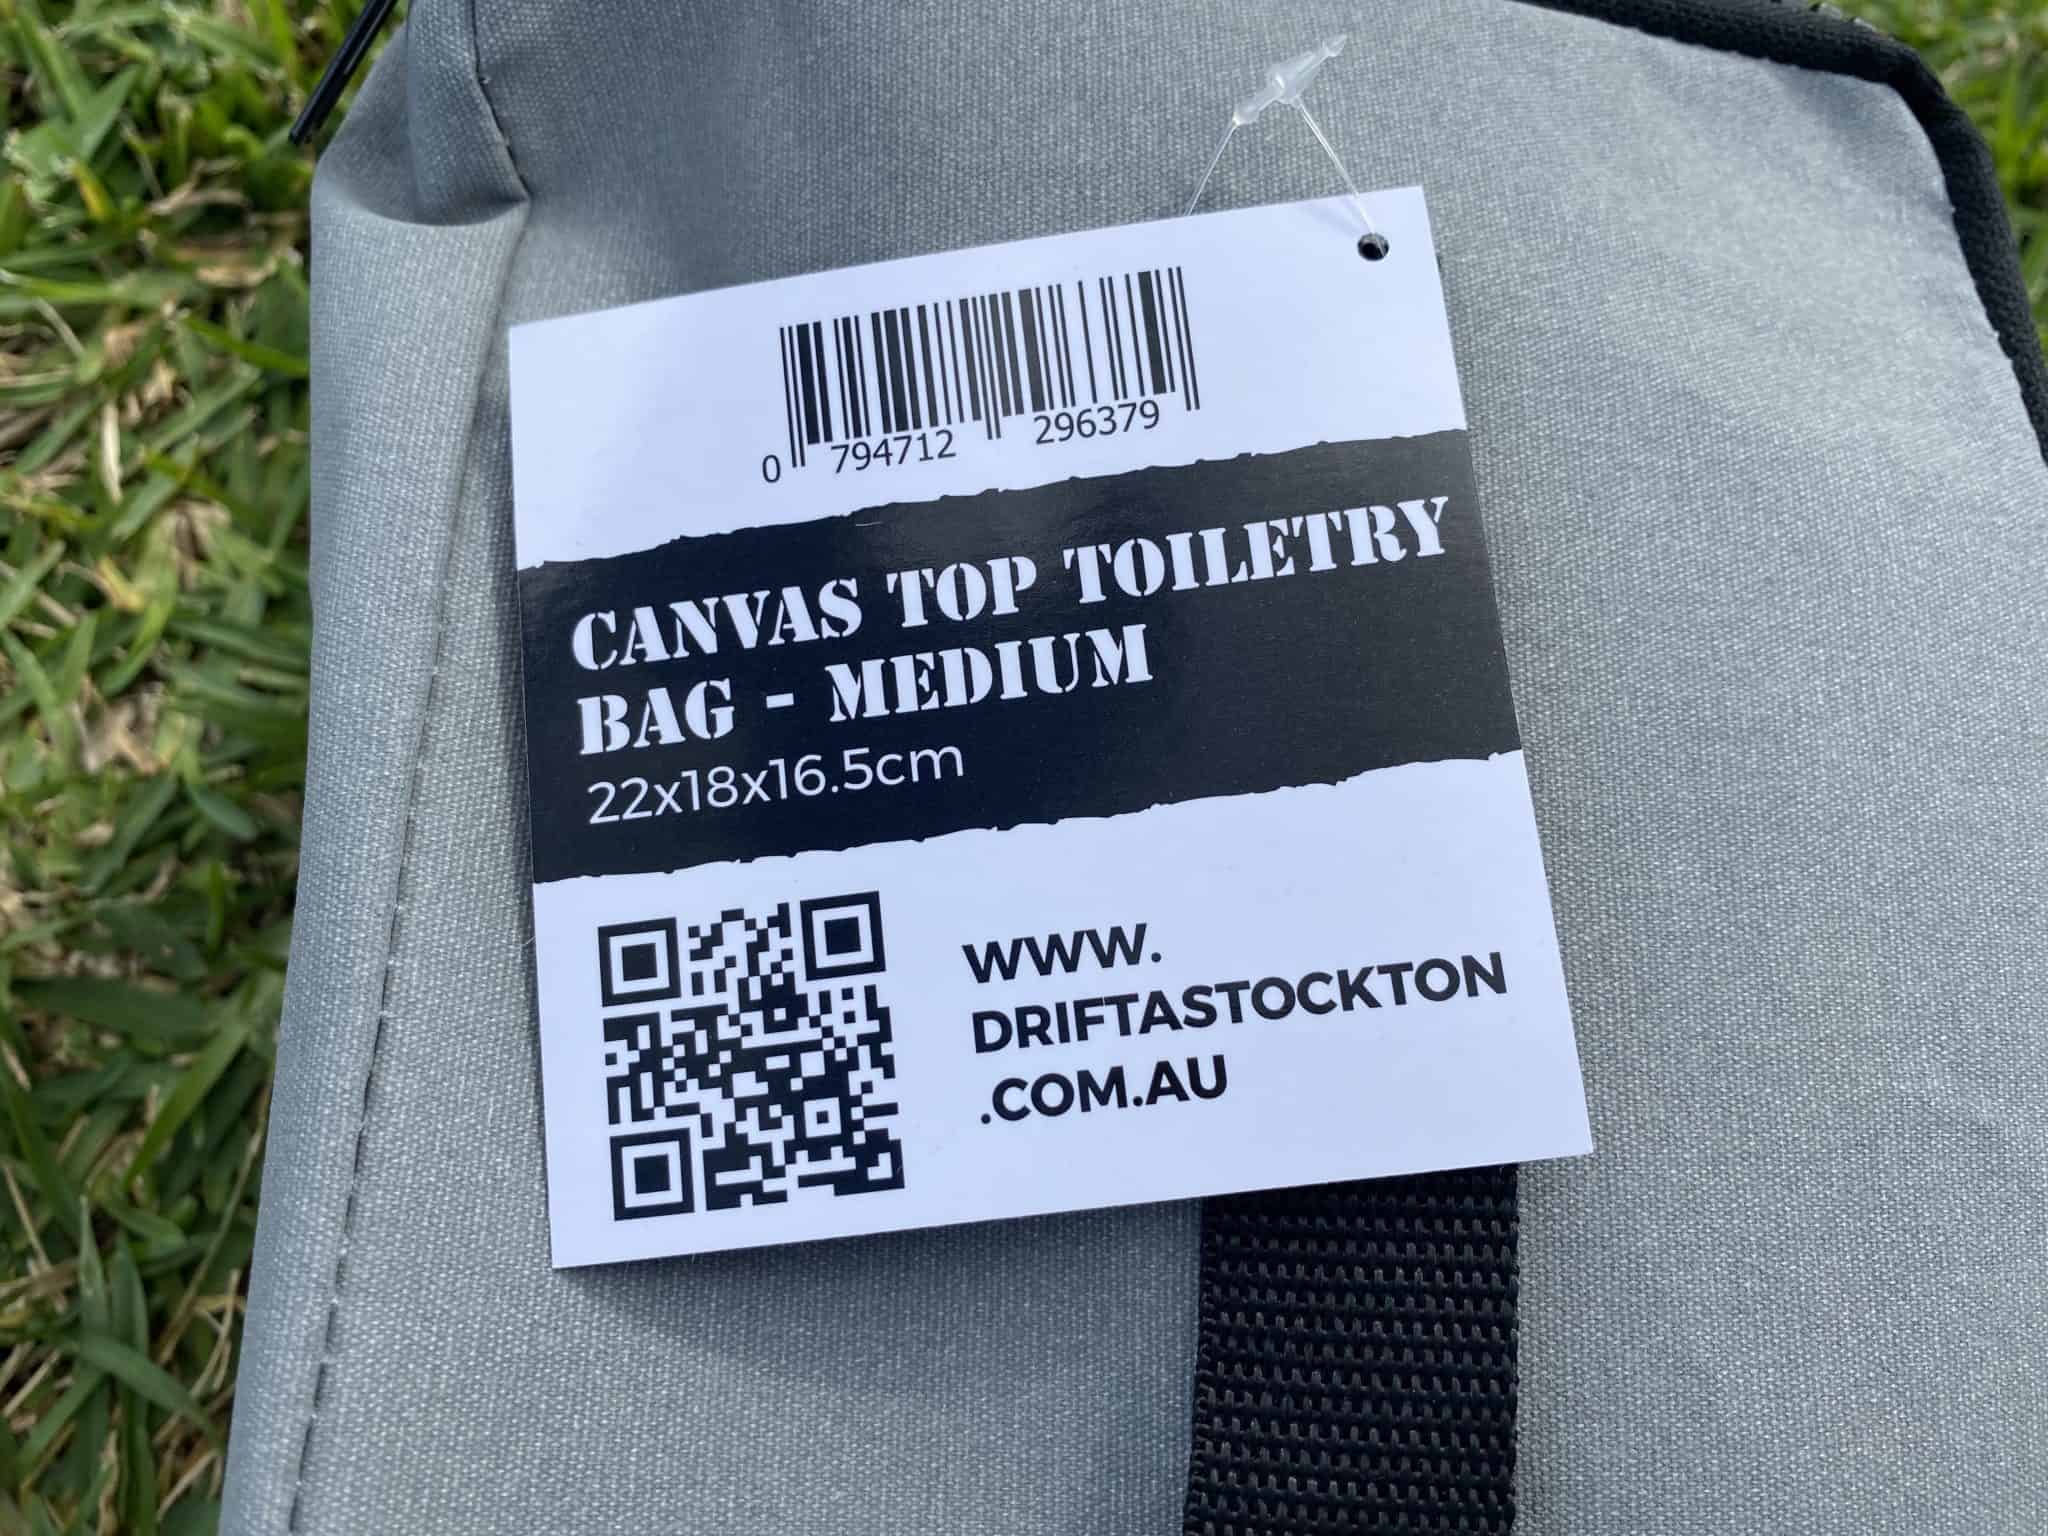 0 794712 296379
CANVAS TOP TOILETRY
BAG - MEDIUM
22x18x16.5cm
WWW.
DRIFTASTOCKTON
.COM.AU